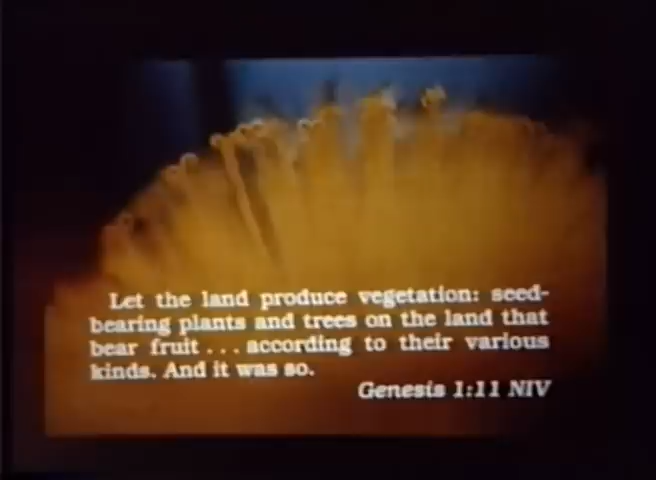 Let the land produce vegetation: seed-
bearing plants and trees on the land that
bear fruit . . . according to their various
kinds. And it was so.
Genesis 1:11 NIV